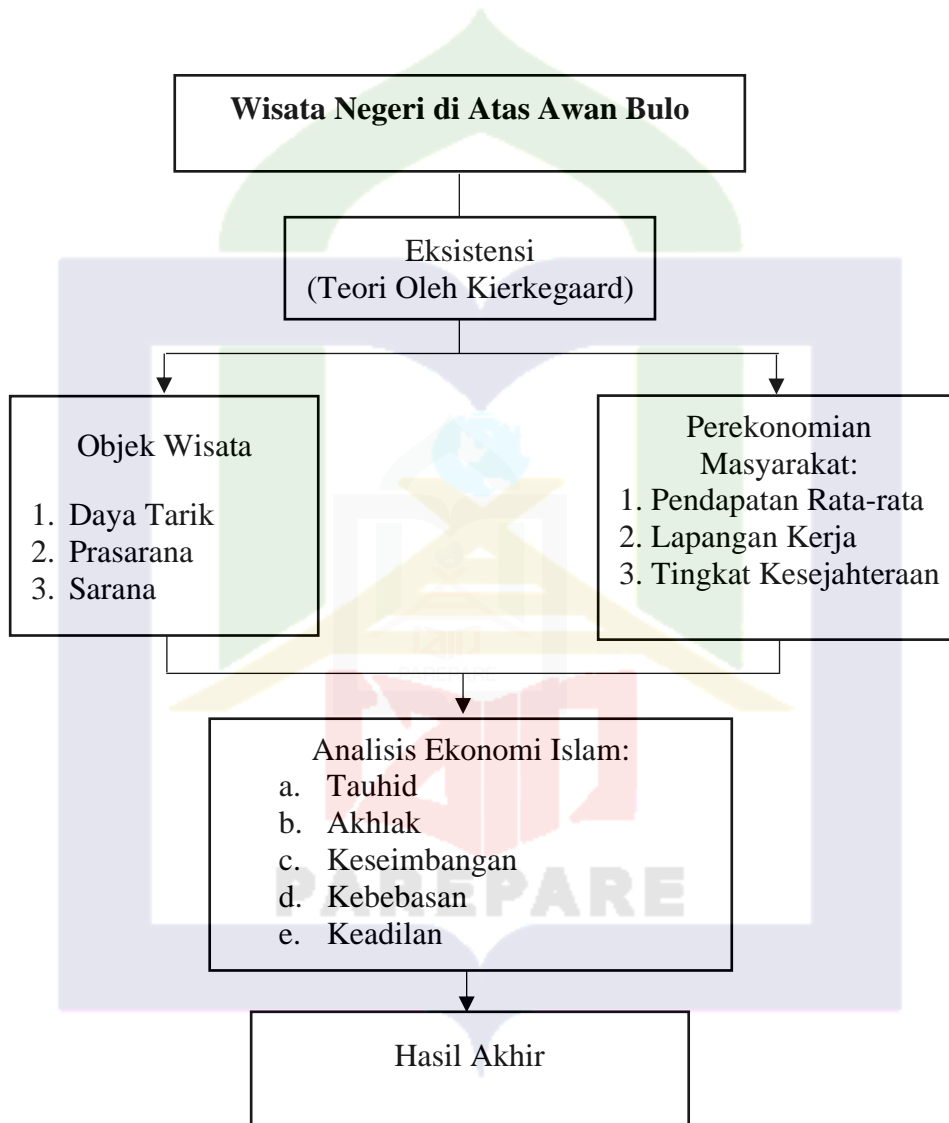 Wisata Negeri di Atas Awan Bulo
Eksistensi
(Teori Oleh Kierkegaard)
Objek Wisata
1. Daya Tarik
2. Prasarana
3. Sarana
Perekonomian
Masyarakat:
1. Pendapatan Rata-rata
2. Lapangan Kerja
3. Tingkat Kesejahteraan
PAREPARE
Analisis Ekonomi Islam:
a. Tauhid
b. Akhlak
c. Keseimbangan
d. Kebebasan
e. Keadilan
PAREPARE
Hasil Akhir